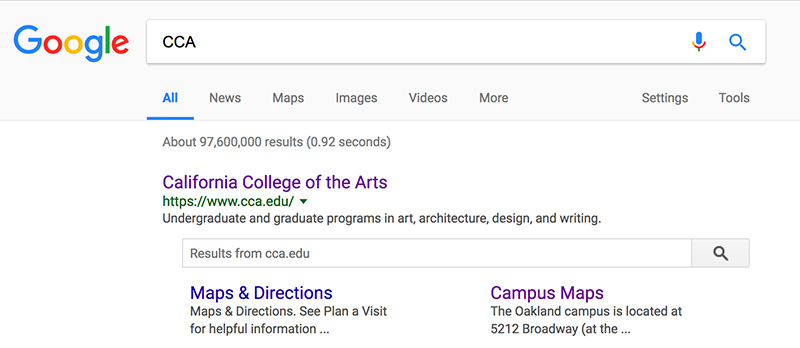 Google
CCA
All News Maps Images Videos More Settings Tools
About 97,600,000 results (0.92 seconds)
California College of the Arts
https://www.cca.edu/
Undergraduate and graduate programs in art, architecture, design, and writing.
Results from cca.edu
Maps & Directions
Maps & Directions. See Plan a Visit
for helpful information ...
Campus Maps
The Oakland campus is located at
5212 Broadway (at the ...